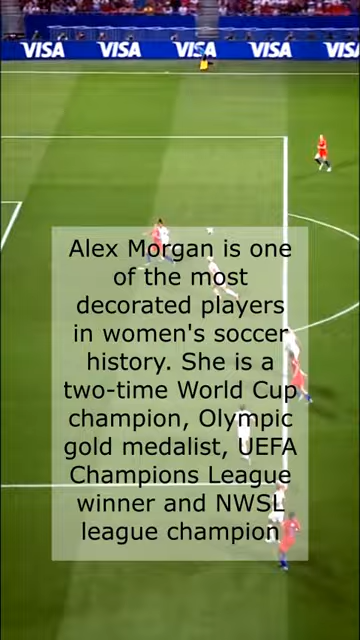 VISA VISA VISA VISA VISA
Alex Morgan is one
of the most
decorated players
in women's soccer
history. She is a
two-time World Cup
champion, Olympic
gold medalist, UEFA
Champions League
winner and NWSL
league champion